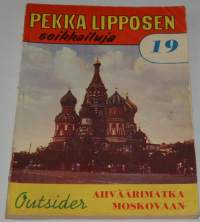 PEKKA LIPPOSEN
seikkailuja
19
Outsider
AHVÄÄRIMATKA
MOSKOVAAN